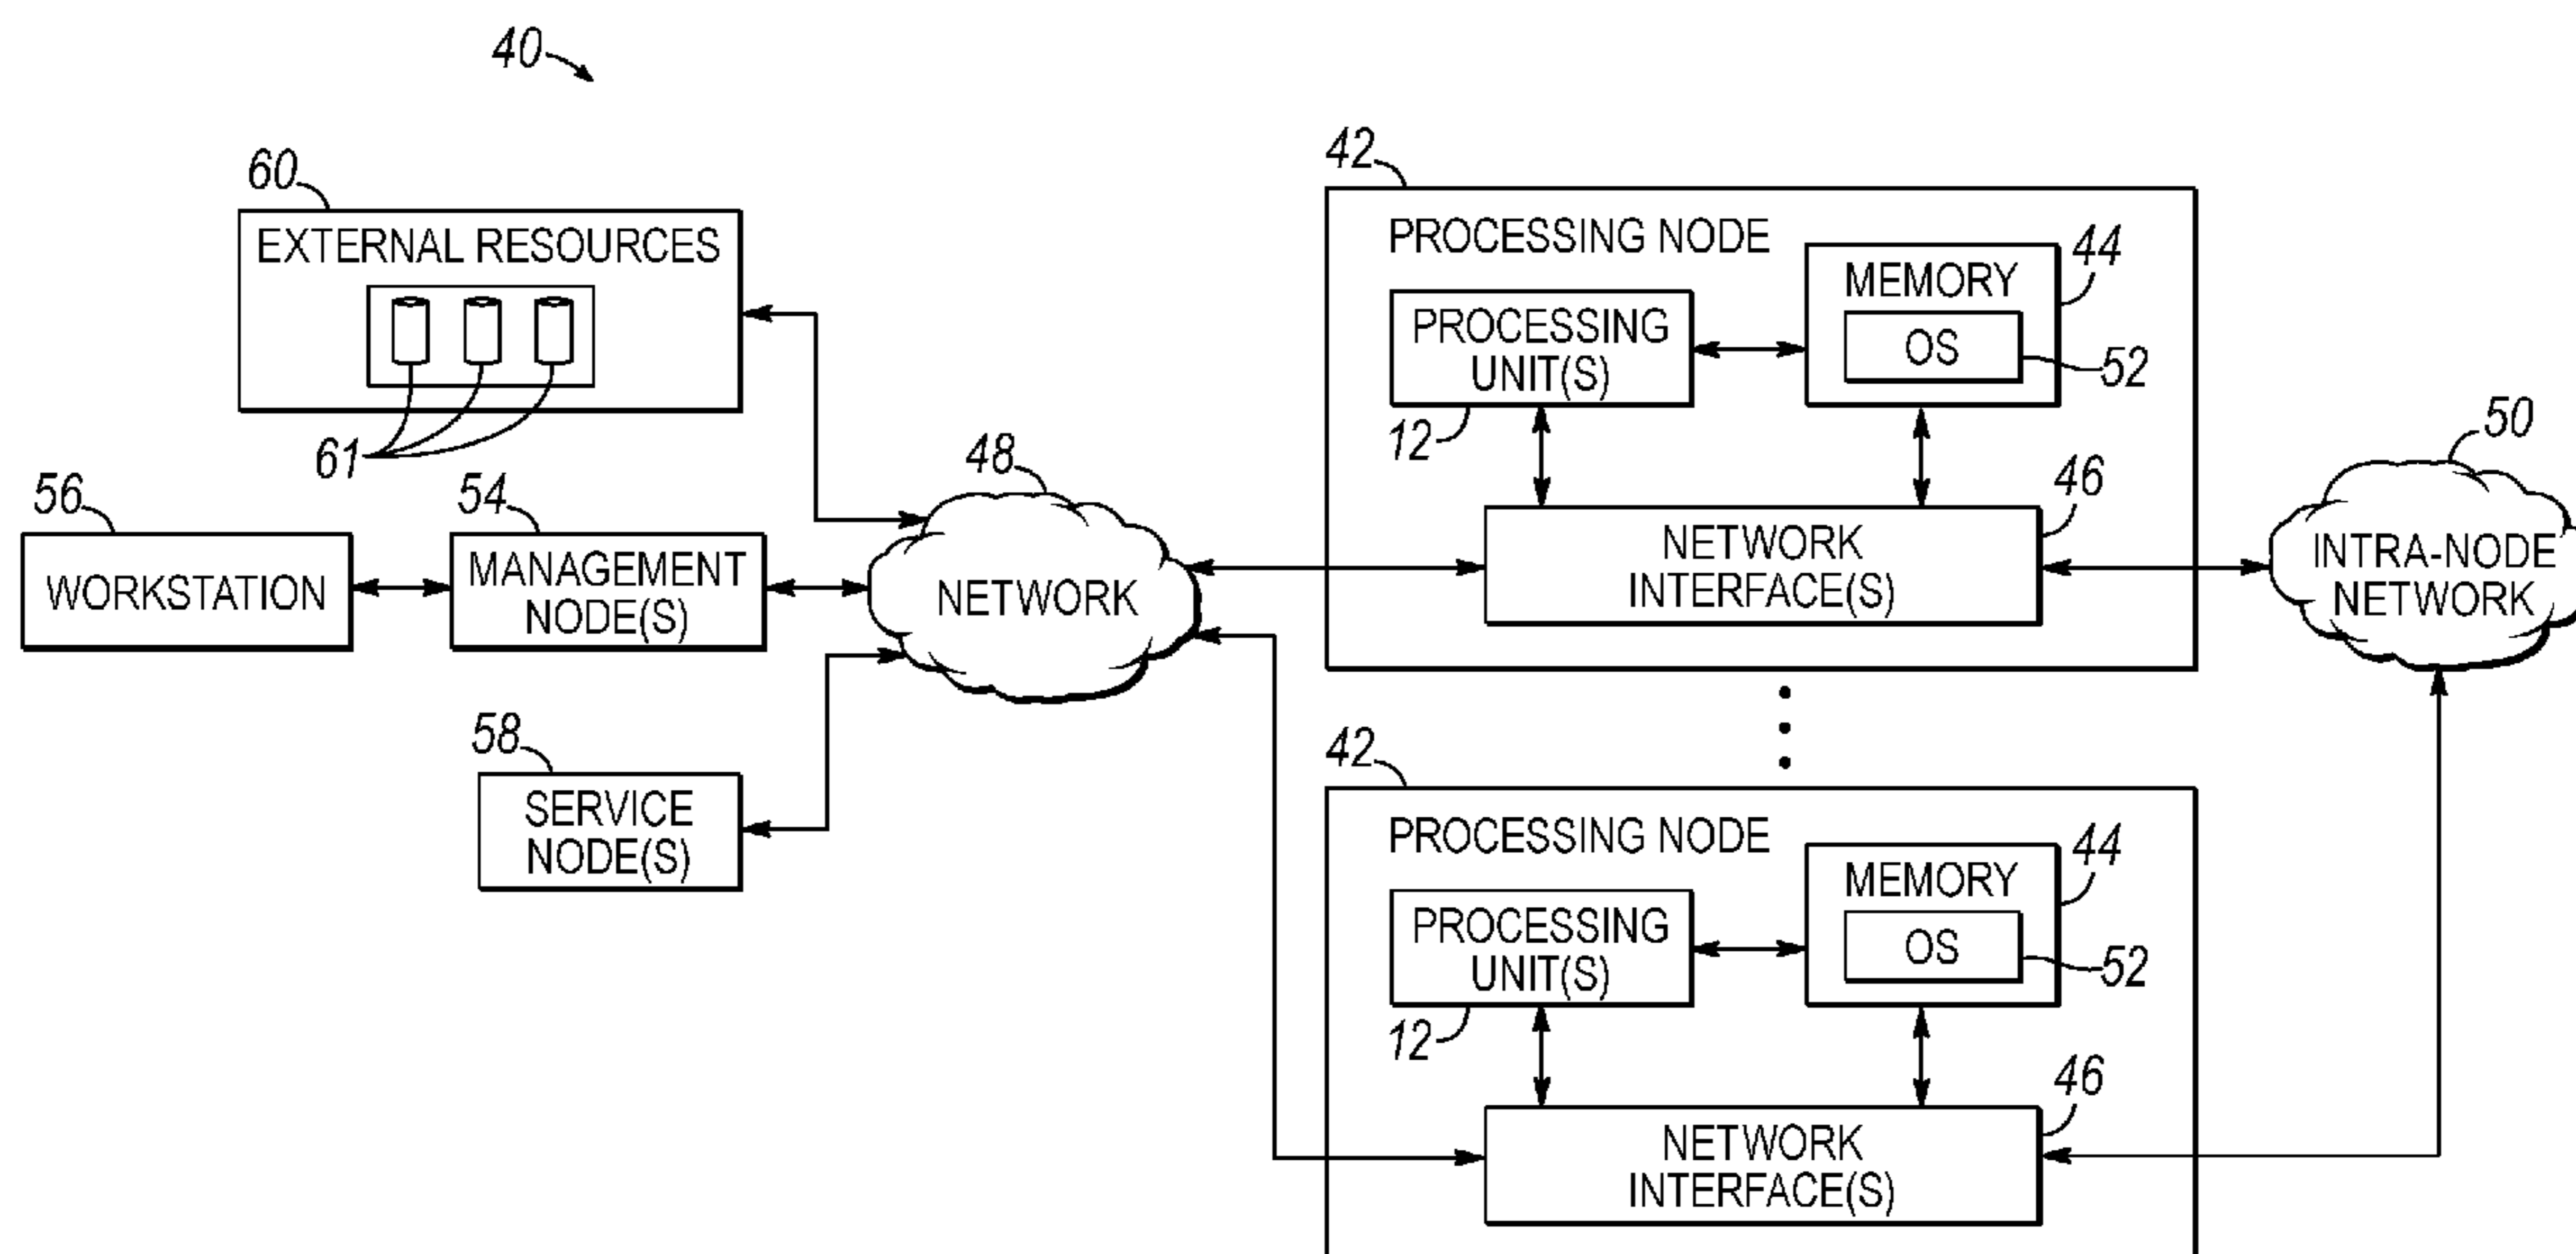 40
60
EXTERNAL RESOURCES
61
56
WORKSTATION
54
MANAGEMENT
NODE(S)
58
SERVICE
NODE(S)
48
NETWORK
42
PROCESSING NODE
PROCESSING
UNIT(S)
12
MEMORY
OS
44
52
46
NETWORK
INTERFACE(S)
50
INTRA-NODE
NETWORK
42
PROCESSING NODE
PROCESSING
UNIT(S)
12
MEMORY
OS
44
52
46
NETWORK
INTERFACE(S)